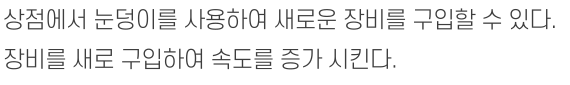 상점에서 눈덩이를 사용하여 새로운 장비를 구입할 수 있다.
장비를 새로 구입하여 속도를 증가 시킨다.